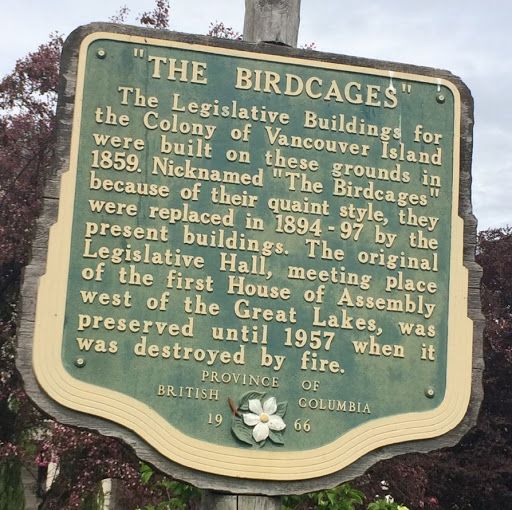 "THE BIRDCAGES"
The Legislative Buildings for
the Colony of Vancouver Island
were built on these grounds in
1859. Nicknamed "The Birdcages"
because of their quaint style, they
were replaced in 1894-97 by the
present buildings. The original
Legislative Hall, meeting place
of the first House of Assembly
west of the Great Lakes, was
preserved until 1957 when it
was destroyed by fire.
PROVINCE OF
BRITISH COLUMBIA
19 66